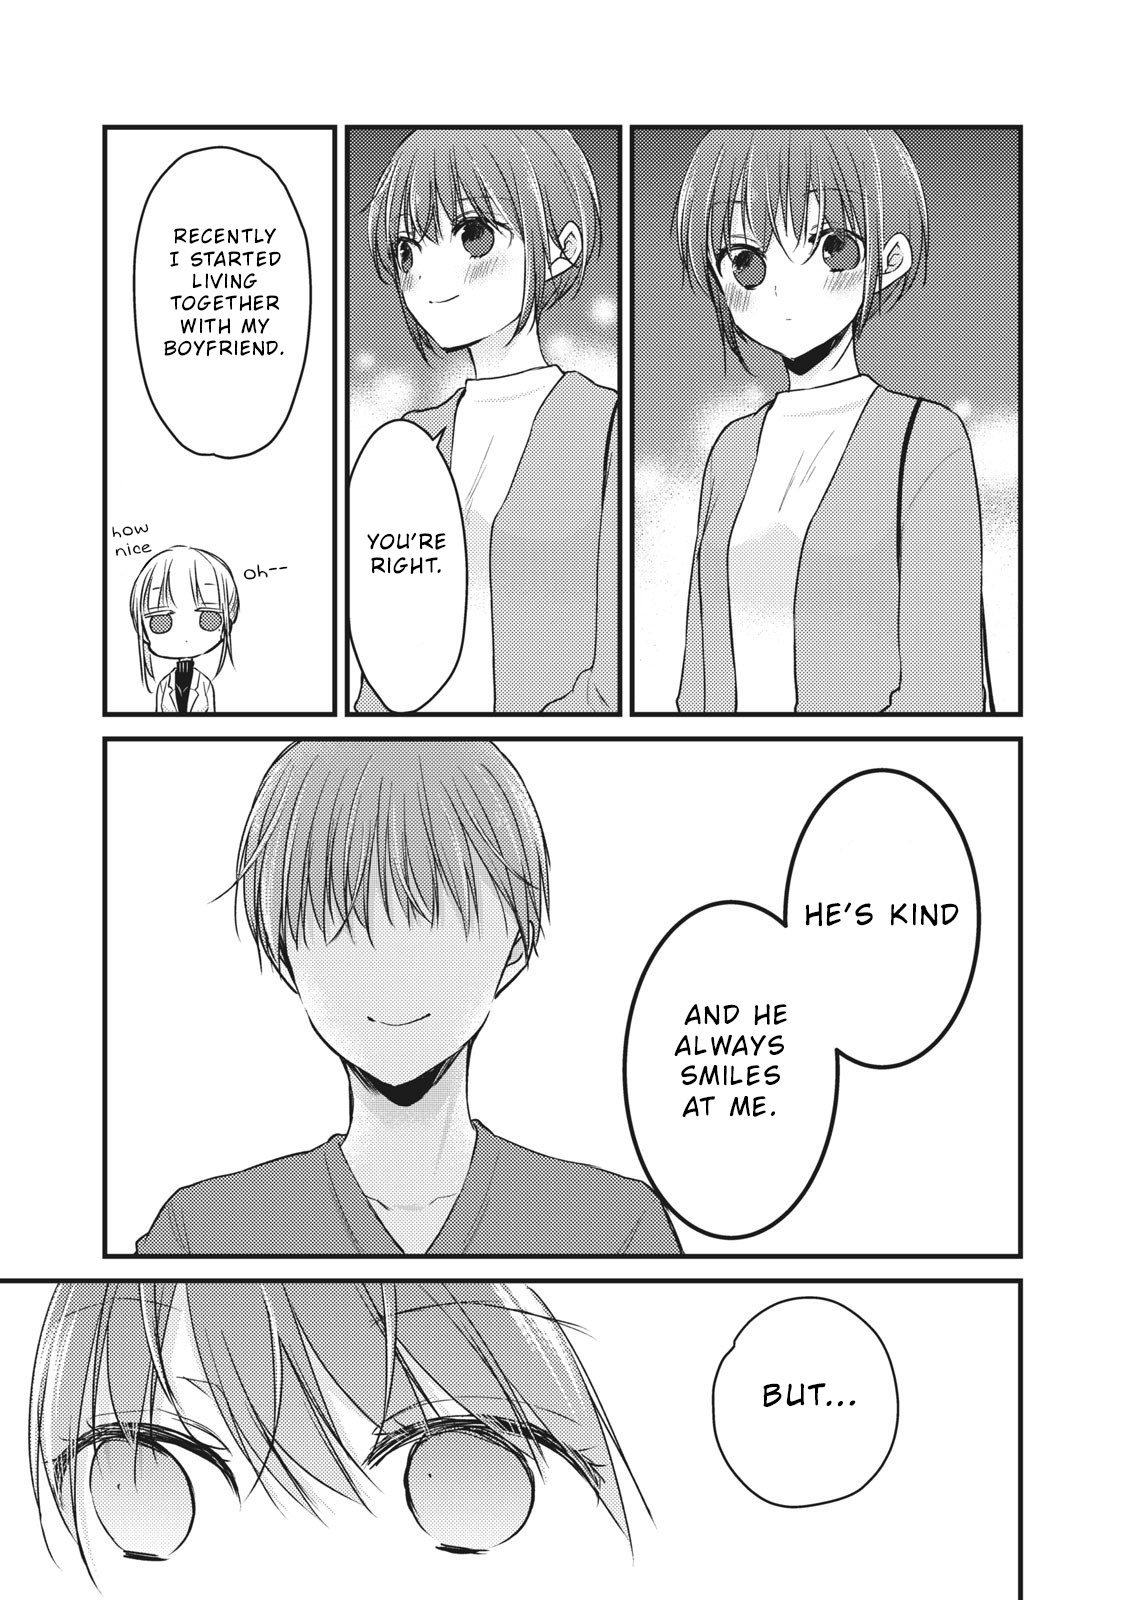 YOU'RE
RIGHT.
RECENTLY
I STARTED
LIVING
TOGETHER
WITH MY
BOYFRIEND.
how
nice
oh--
HE'S KIND
AND HE
ALWAYS
SMILES
AT ME.
BUT...